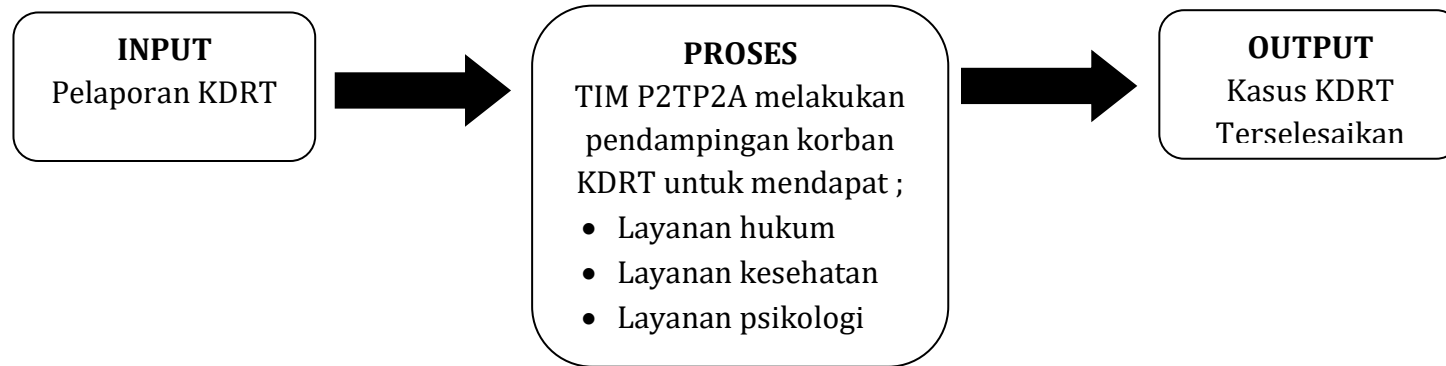 INPUT
Pelaporan KDRT
PROSES
TIM P2TP2A melakukan
pendampingan korban
KDRT untuk mendapat ;
• Layanan hukum
• Layanan kesehatan
• Layanan psikologi
OUTPUT
Kasus KDRT
Terselesaikan